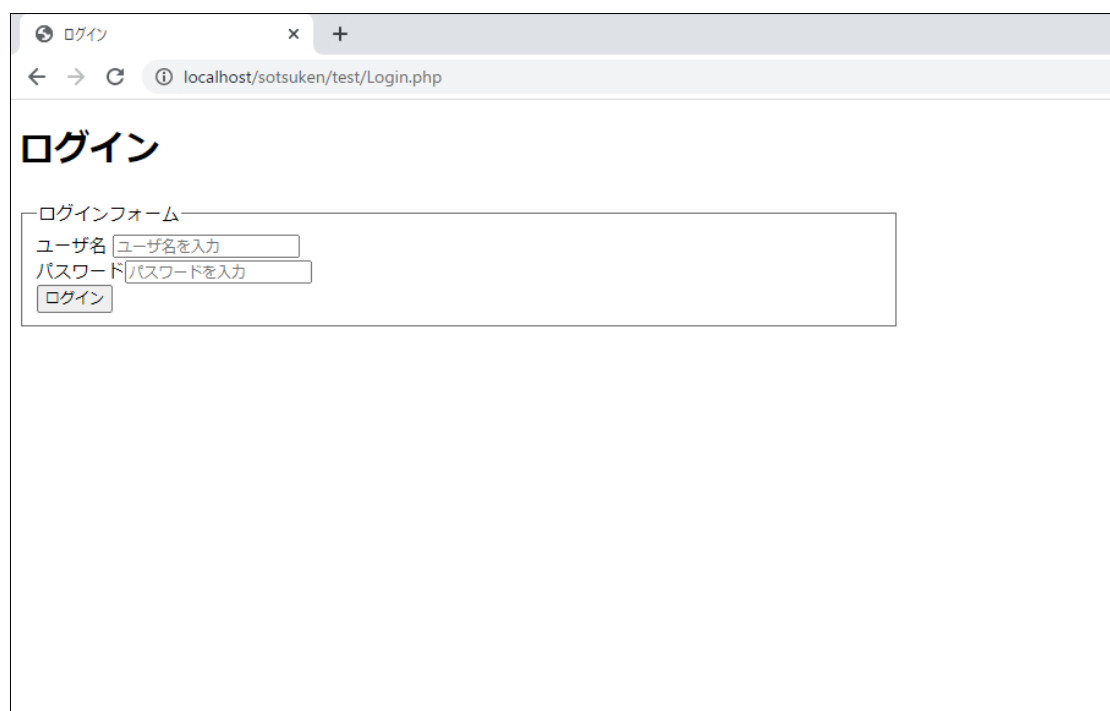 ログイン
localhost/sotsuken/test/Login.php
ログイン
ログインフォーム
ユーザ名 ユーザ名を入力
パスワード パスワードを入力
ログイン